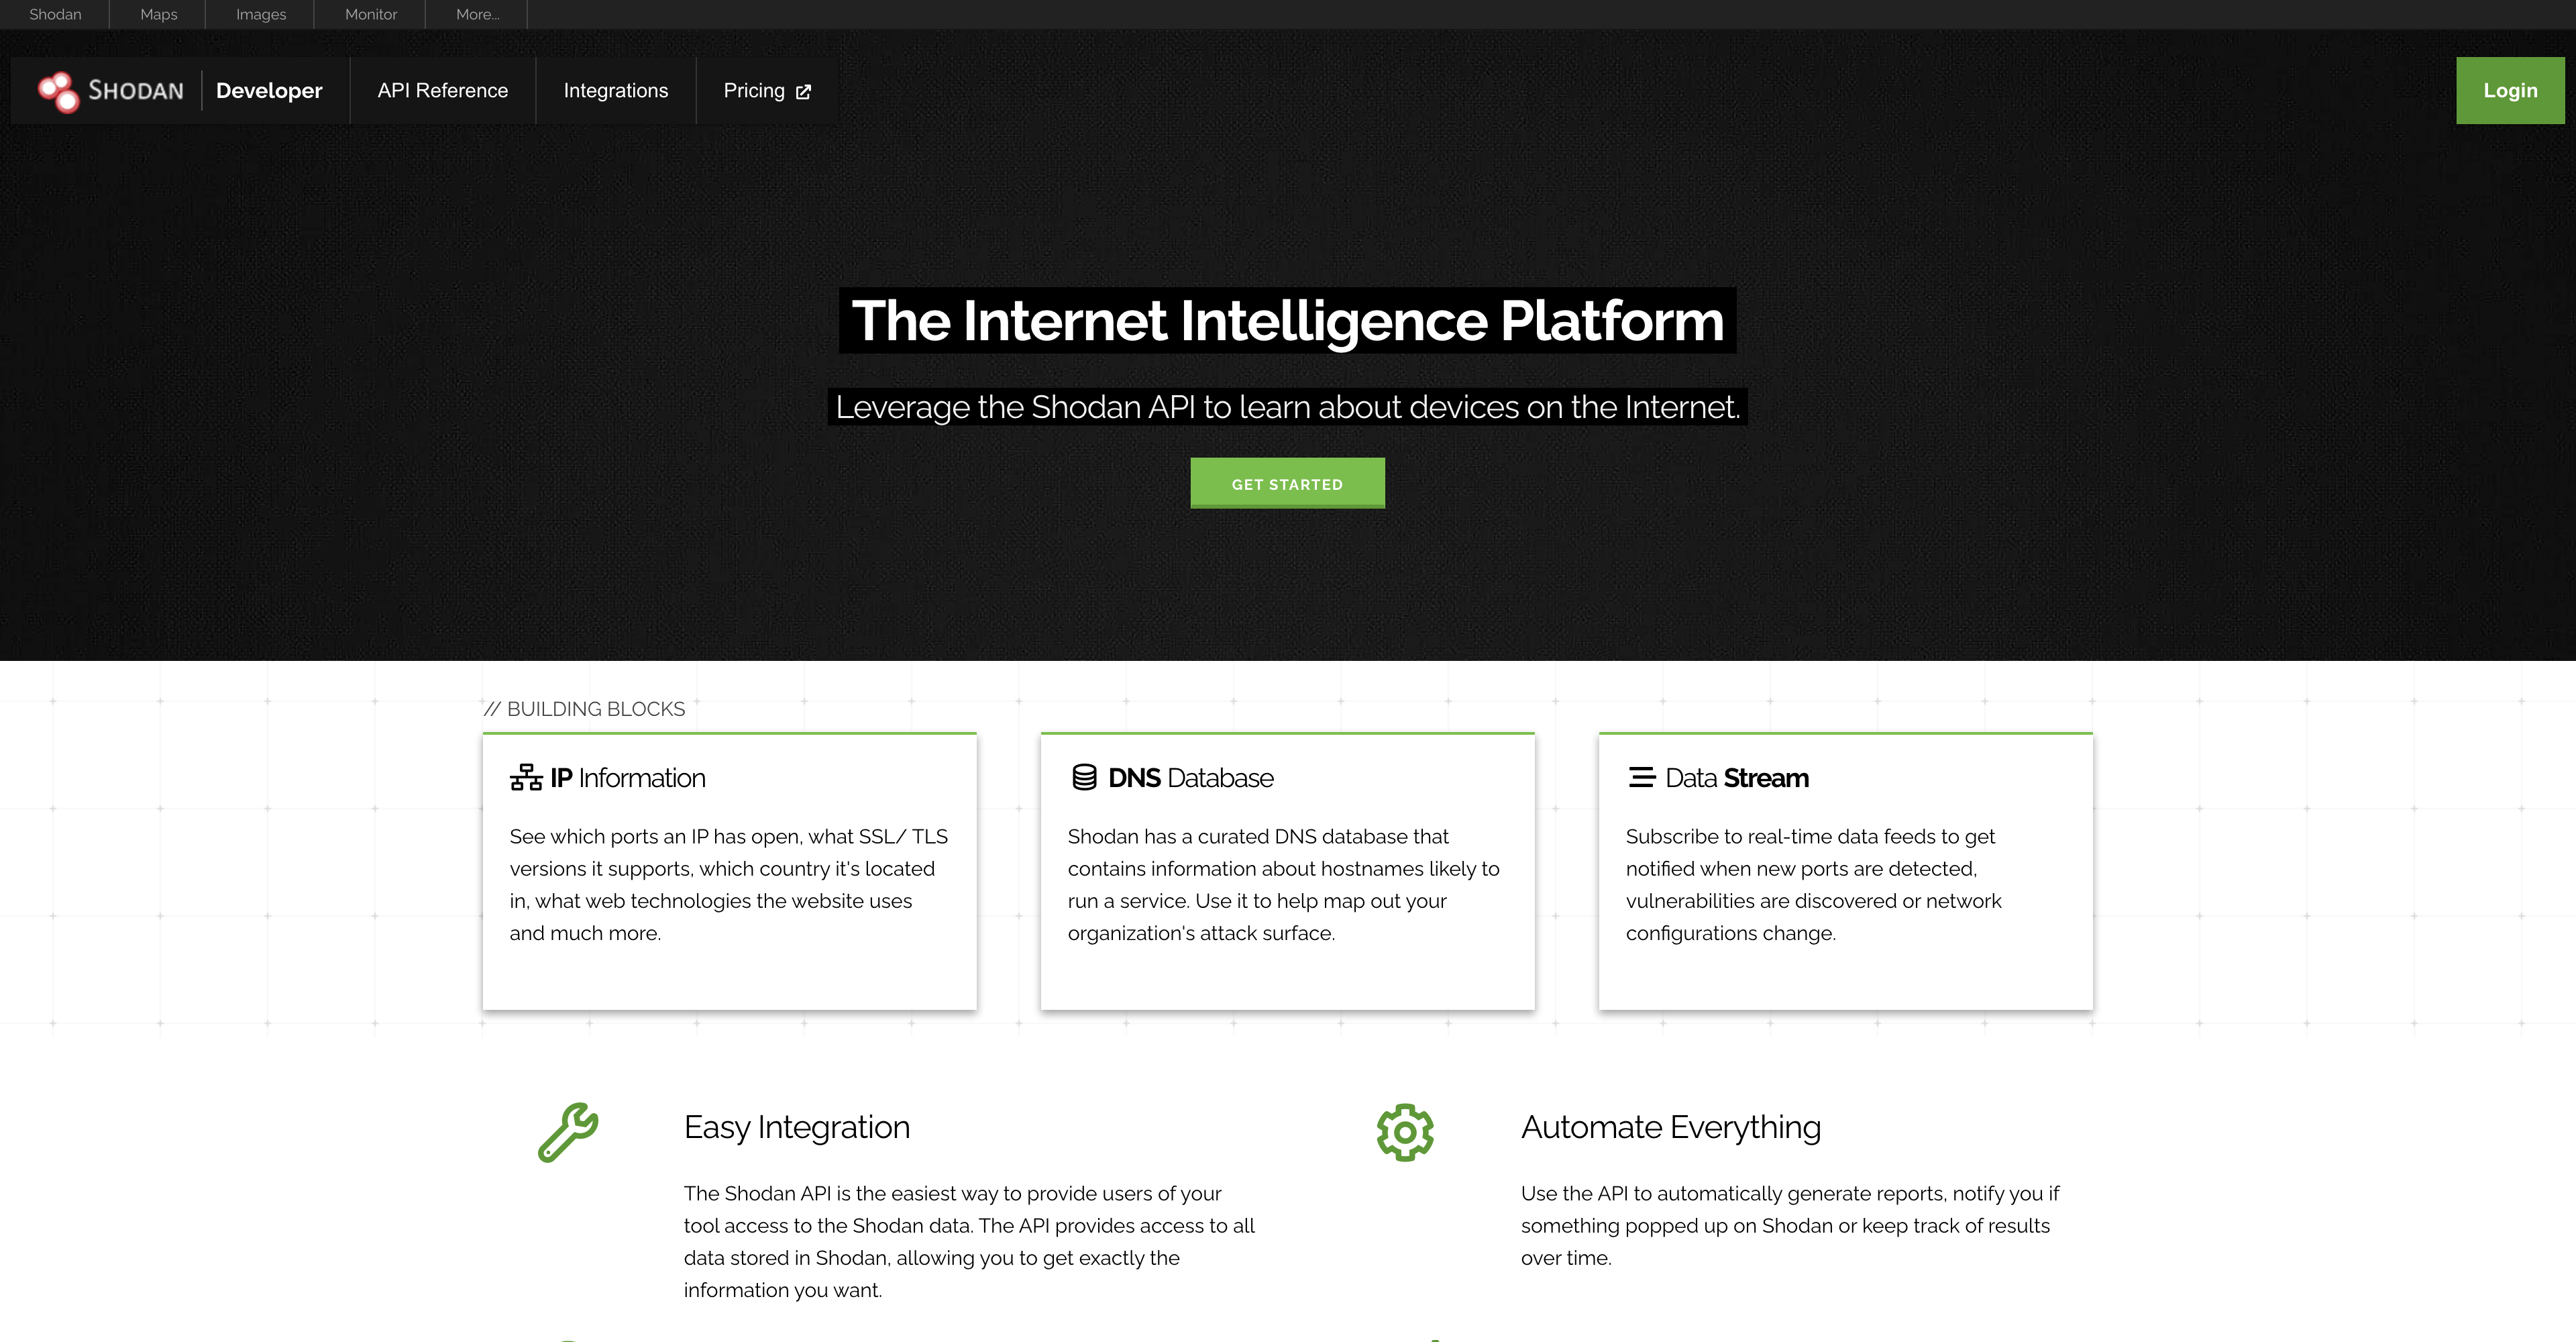 Shodan
Maps
Images
Monitor
More...
SHODAN
Developer
API Reference
Integrations
Pricing
Login
The Internet Intelligence Platform
Leverage the Shodan API to learn about devices on the Internet.
GET STARTED
// BUILDING BLOCKS
IP Information
See which ports an IP has open, what SSL/ TLS
versions it supports, which country it's located
in, what web technologies the website uses
and much more.
DNS Database
Shodan has a curated DNS database that
contains information about hostnames likely to
run a service. Use it to help map out your
organization's attack surface.
Data Stream
Subscribe to real-time data feeds to get
notified when new ports are detected,
vulnerabilities are discovered or network
configurations change.
Easy Integration
The Shodan API is the easiest way to provide users of your
tool access to the Shodan data. The API provides access to all
data stored in Shodan, allowing you to get exactly the
information you want.
Automate Everything
Use the API to automatically generate reports, notify you if
something popped up on Shodan or keep track of results
over time.